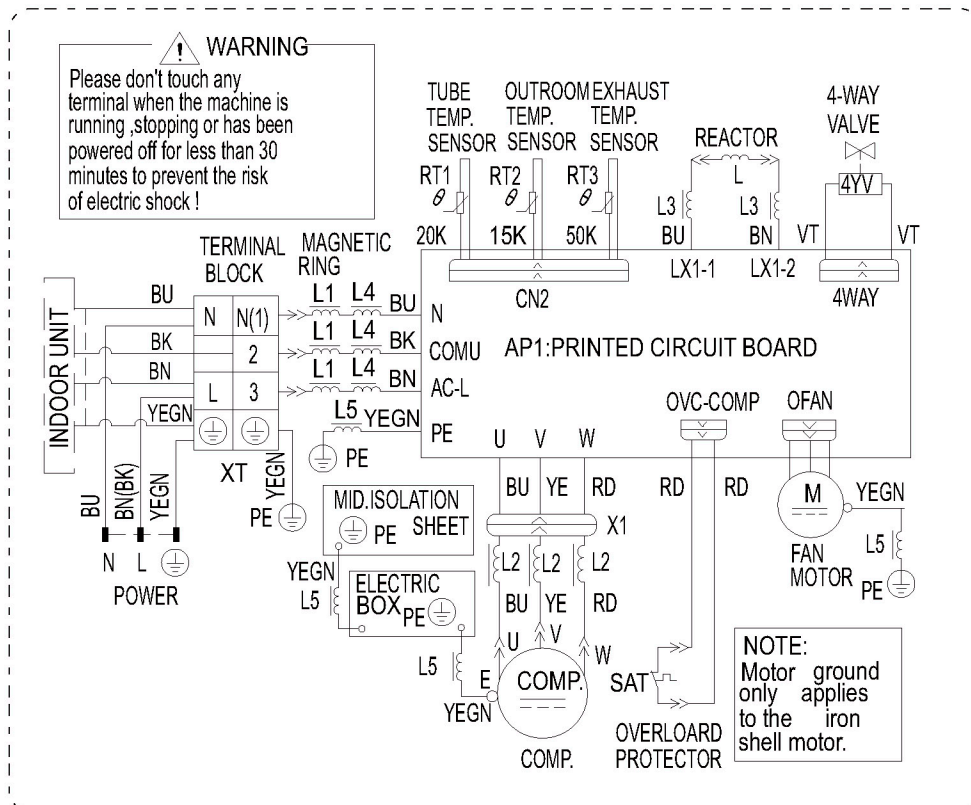 WARNING
Please don't touch any
terminal when the machine is
running ,stopping or has been
powered off for less than 30
minutes to prevent the risk
of electric shock !
TUBE OUTROOM EXHAUST
TEMP. TEMP. TEMP.
SENSOR SENSOR SENSOR
RT1 RT2 RT3
θ θ θ
20K 15K 50K
REACTOR
L
L3 L3
BU BN
LX1-1 LX1-2
4-WAY
VALVE
4YV
VT VT
4WAY
CN2
TERMINAL
BLOCK
MAGNETIC
RING
INDOOR UNIT
BU N N(1) L1 L4 BU N
BK 2 L1 L4 BK COMU
BN L 3 L1 L4 BN AC-L
YEGN L5 YEGN PE
PE
XT
YEGN
PE
AP1:PRINTED CIRCUIT BOARD
OVC-COMP OFAN
U V W
BU YE RD RD RD
X1
L2 L2 L2
BU YE RD
U V W
M
YEGN
FAN
MOTOR
L5
PE
BU BN(BK) YEGN
N L
POWER
MID.ISOLATION
SHEET
PE
YEGN
L5
ELECTRIC
BOX PE
L5
E
YEGN
COMP.
COMP.
SAT
OVERLOARD
PROTECTOR
NOTE:
Motor ground
only applies
to the iron
shell motor.